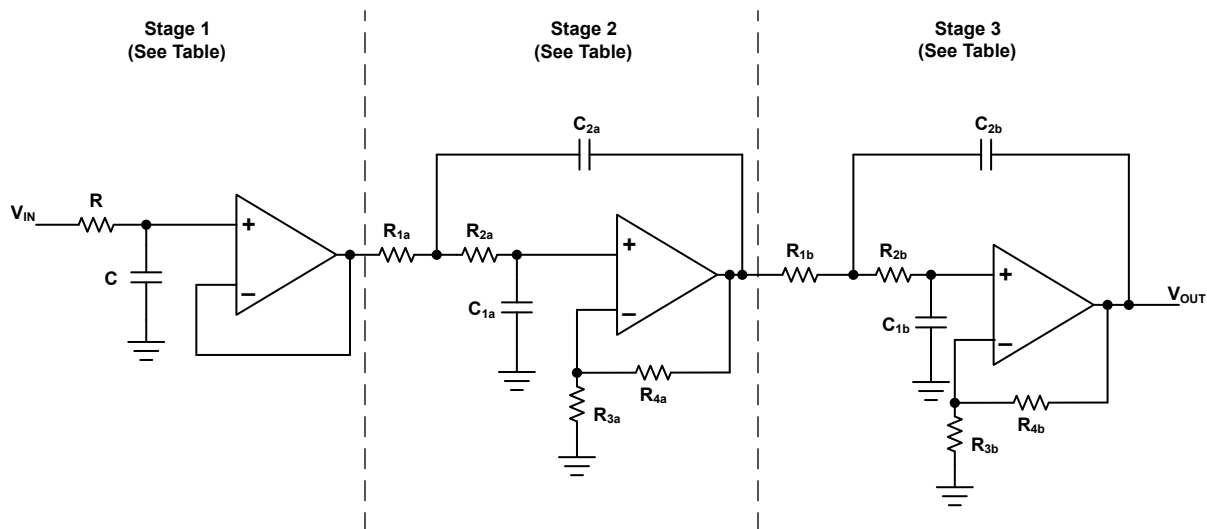 Stage 1
(See Table)
Stage 2
(See Table)
Stage 3
(See Table)
C2a
C2b
VIN
R
+
R1a
R2a
+
R1b
R2b
+
C
−
C1a
−
C1b
−
VOUT
R4a
R3a
R4b
R3b